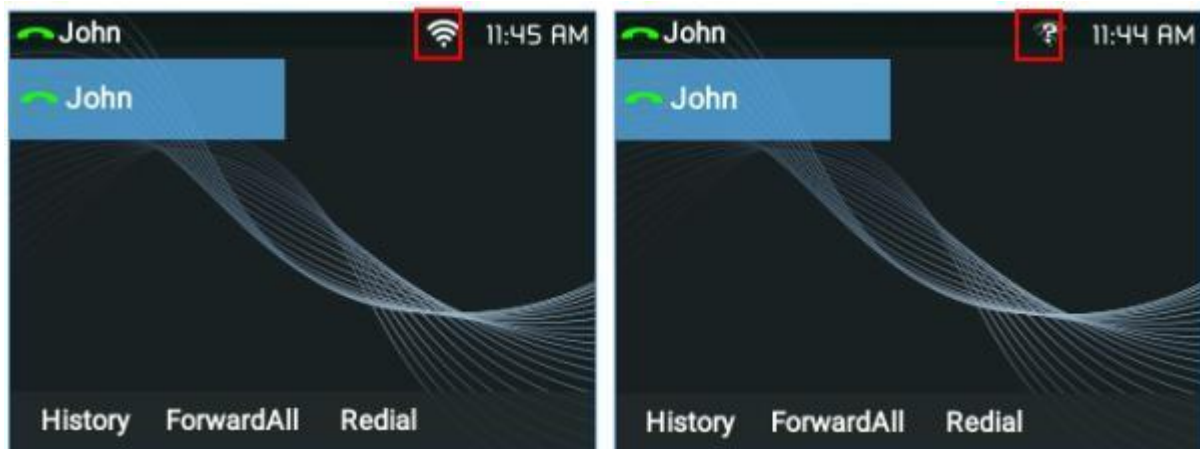 John 11:45 AM
John
History ForwardAll Redial
John 11:44 AM
John
History ForwardAll Redial